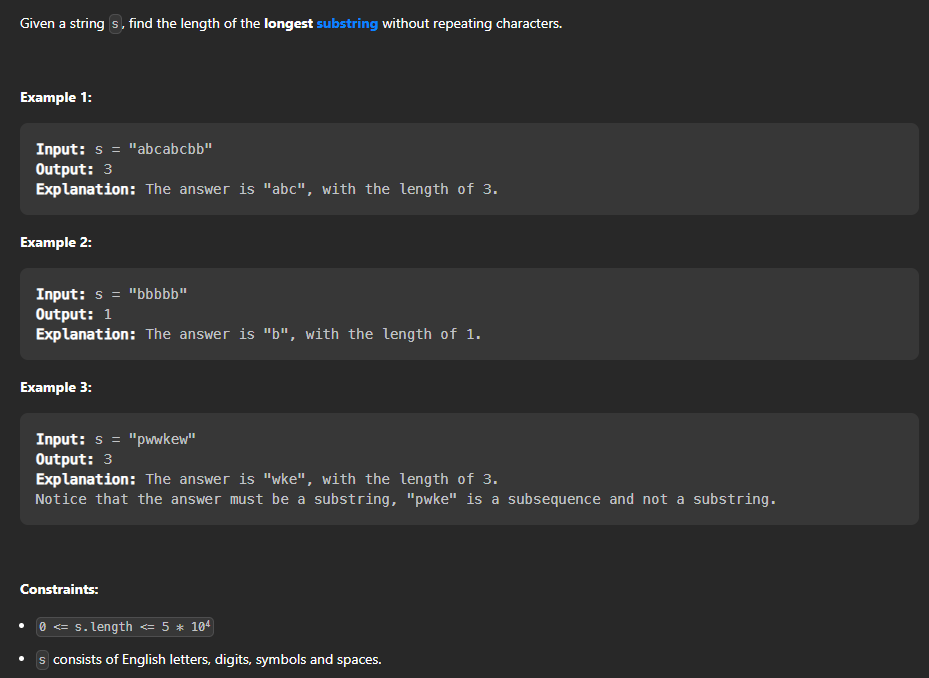 Given a string s, find the length of the longest substring without repeating characters.
Example 1:
Input: s = "abcabcbb"
Output: 3
Explanation: The answer is "abc", with the length of 3.
Example 2:
Input: s = "bbbbb"
Output: 1
Explanation: The answer is "b", with the length of 1.
Example 3:
Input: s = "pwwkew"
Output: 3
Explanation: The answer is "wke", with the length of 3.
Notice that the answer must be a substring, "pwke" is a subsequence and not a substring.
Constraints:
• 0 <= s.length <= 5 * 10⁴
• s consists of English letters, digits, symbols and spaces.